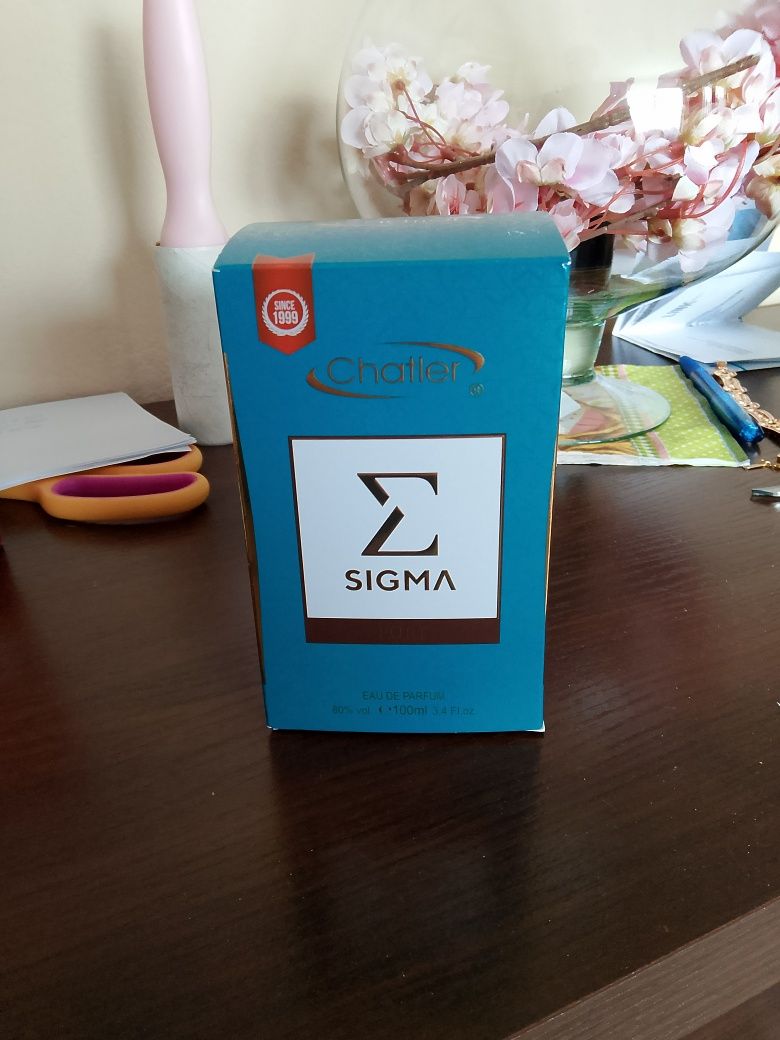 SINCE
1999
Chatler
Σ
SIGMA
EAU DE PARFUM
80% vol. 100ml 3.4 Fl.oz